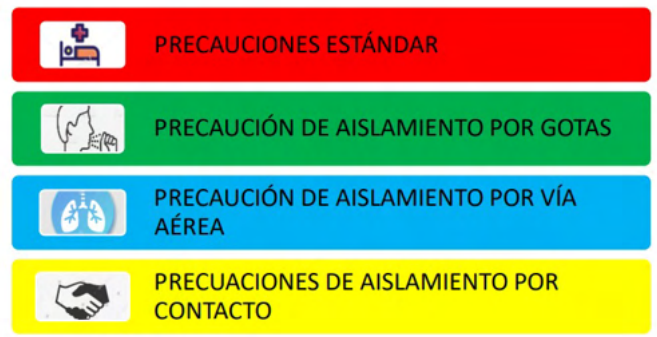 PRECAUCIONES ESTÁNDAR
PRECAUCIÓN DE AISLAMIENTO POR GOTAS
PRECAUCIÓN DE AISLAMIENTO POR VÍA
AÉREA
PRECUACIONES DE AISLAMIENTO POR
CONTACTO